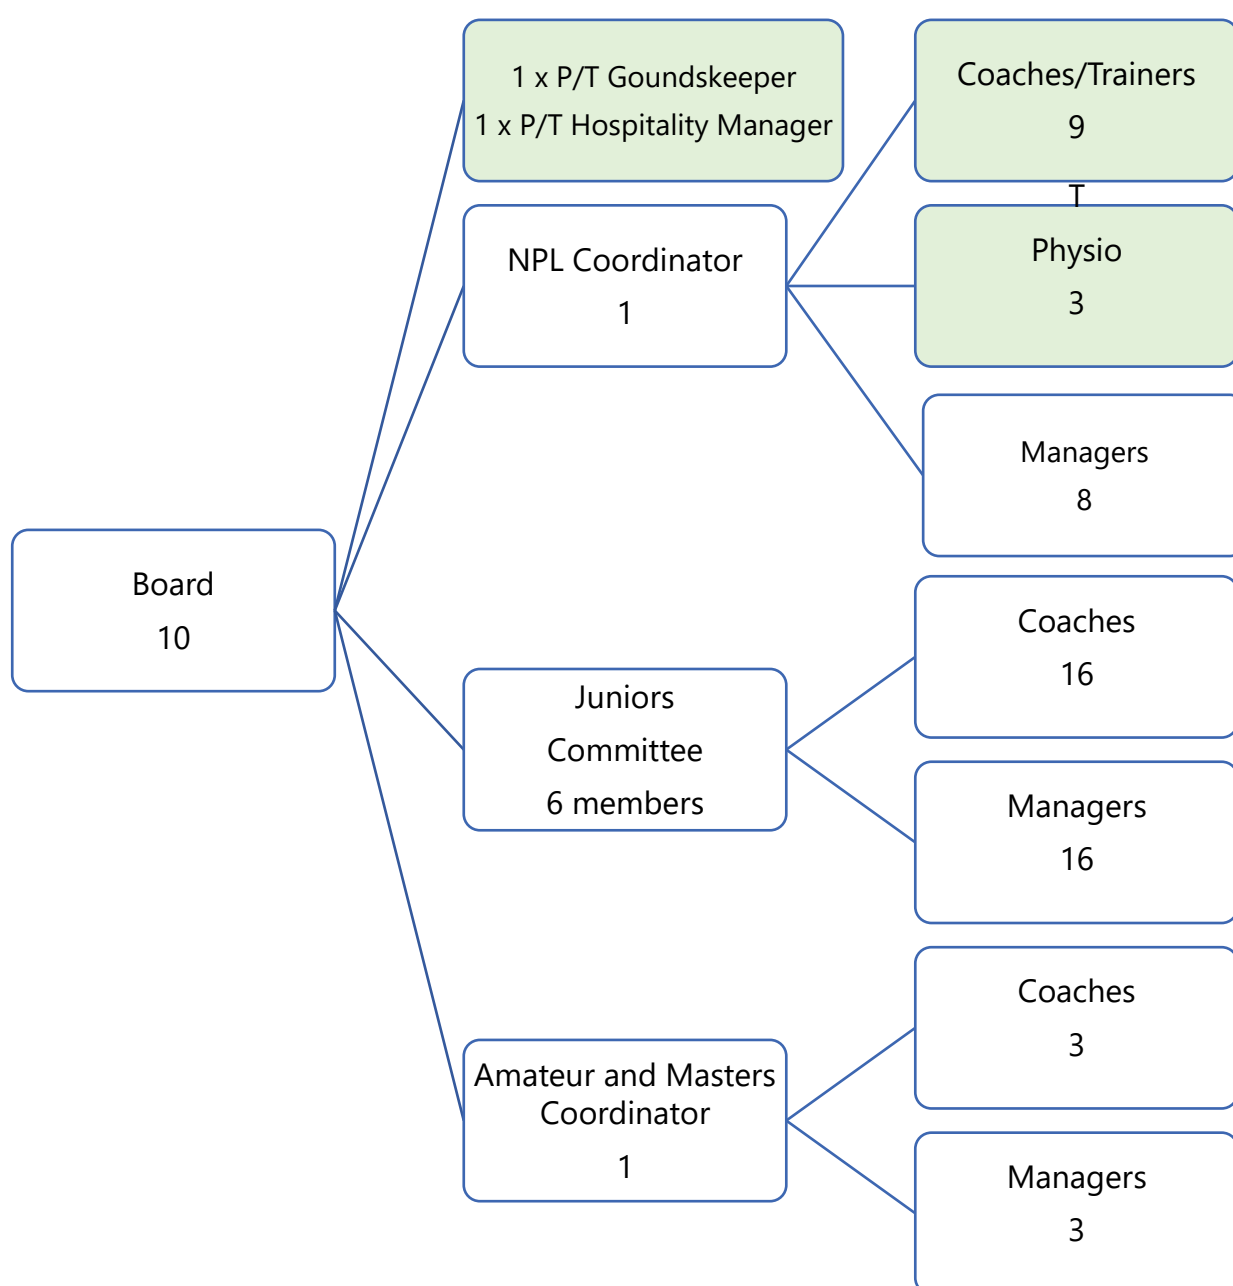 1 x P/T Goundskeeper
1 x P/T Hospitality Manager
Coaches/Trainers
9
T
NPL Coordinator
1
Physio
3
Managers
8
Board
10
Juniors
Committee
6 members
Coaches
16
Managers
16
Amateur and Masters
Coordinator
1
Coaches
3
Managers
3